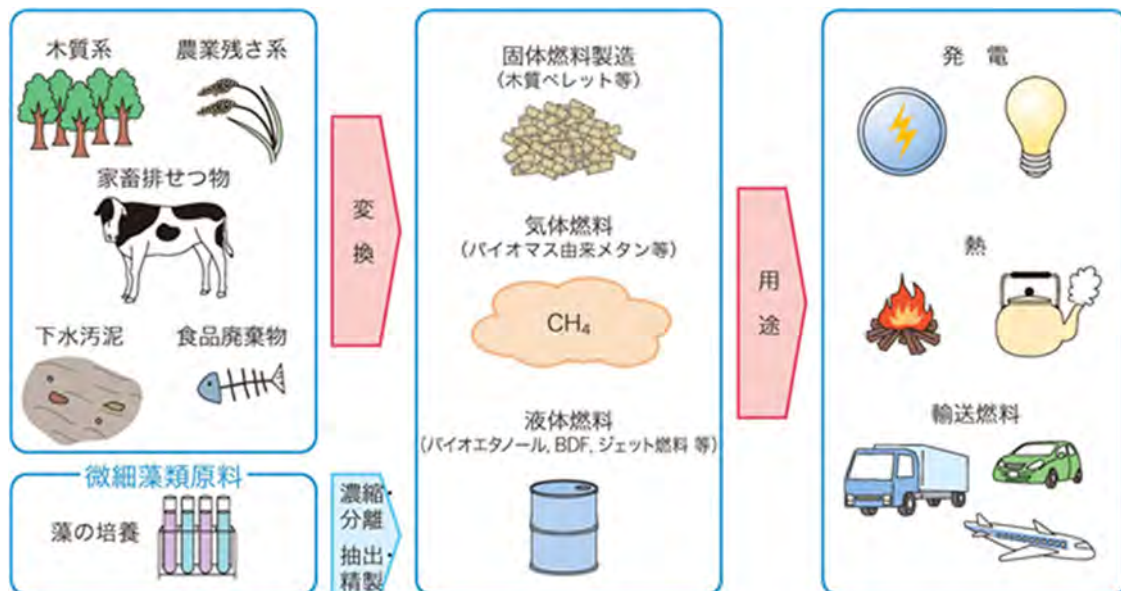 木質系
農業残さ系
家畜排せつ物
下水汚泥
食品廃棄物
微細藻類原料
藻の培養
変
換
濃縮・
分離
抽出・
精製
固体燃料製造
（木質ペレット等）
気体燃料
（バイオマス由来メタン等）
CH₄
液体燃料
（バイオエタノール, BDF, ジェット燃料 等）
用
途
発 電
熱
輸送燃料